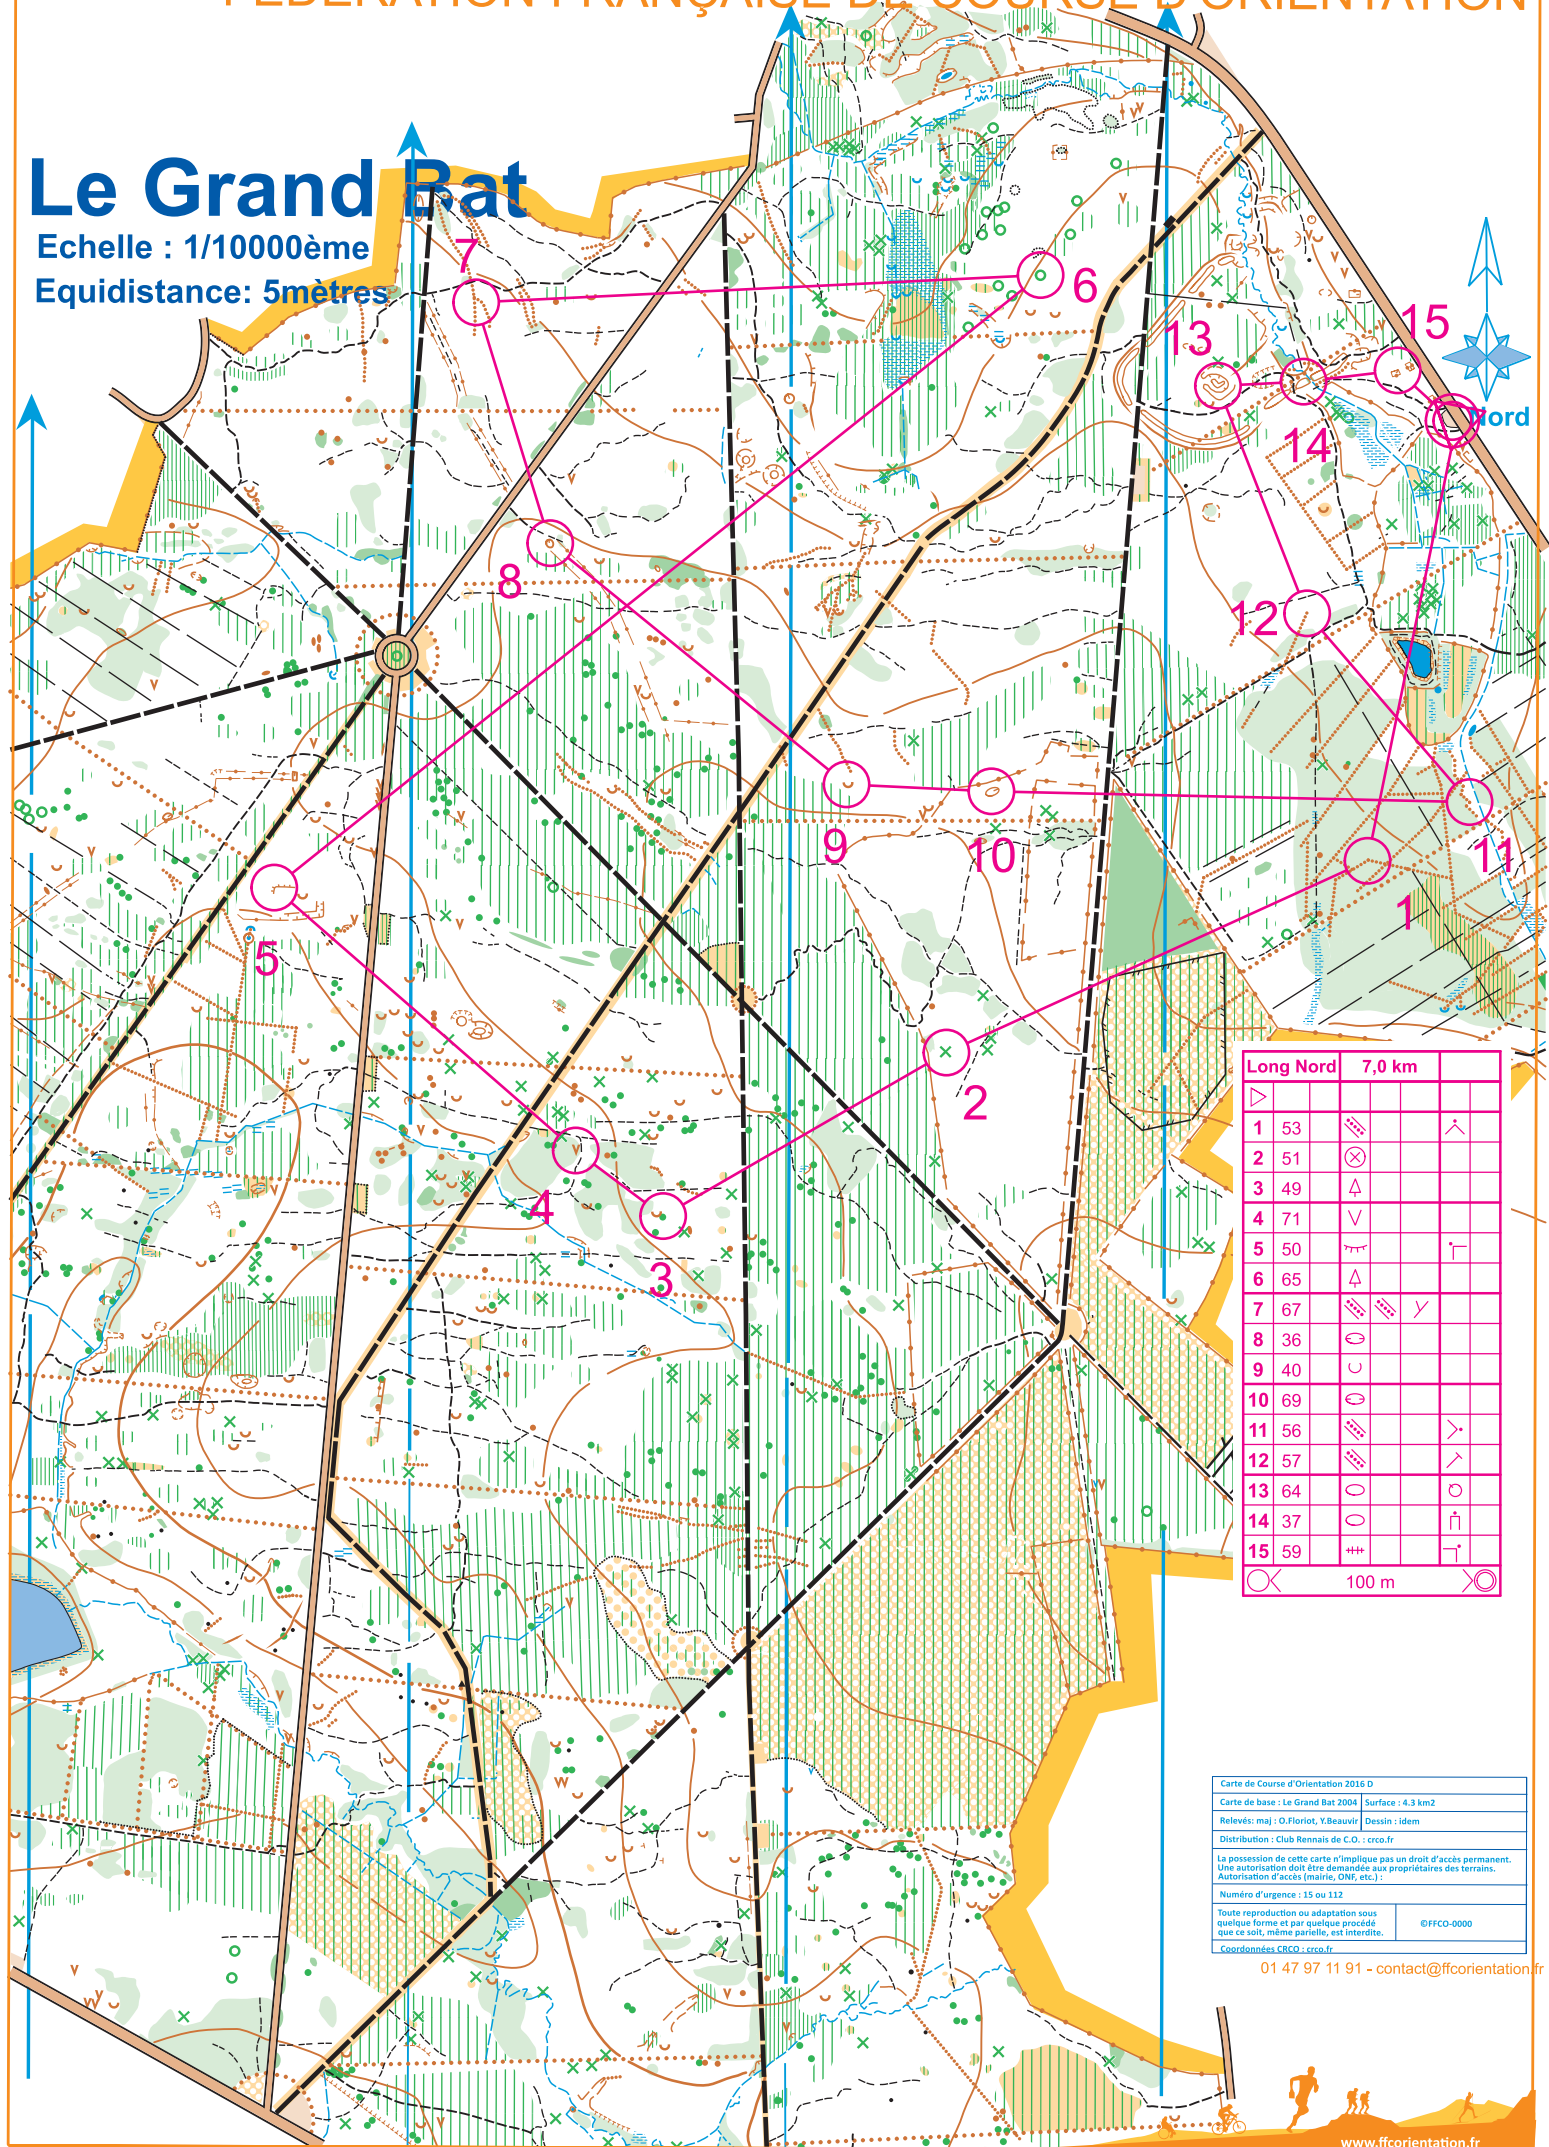 FÉDÉRATION FRANÇAISE DE COURSE D'ORIENTATION
Le Grand Bat
Echelle : 1/10000ème
Equidistance: 5mètres
Nord
7
6
15
13
14
8
12
9
10
11
1
5
2
4
3
Long Nord 7,0 km
1 53
2 51
3 49
4 71
5 50
6 65
7 67
8 36
9 40
10 69
11 56
12 57
13 64
14 37
15 59
100 m
Carte de Course d'Orientation 2016 D
Carte de base : Le Grand Bat 2004 Surface : 4.3 km2
Relevés: maj : O.Floriot, Y.Beauvir Dessin : idem
Distribution : Club Rennais de C.O. : crco.fr
La possession de cette carte n'implique pas un droit d'accès permanent.
Une autorisation doit être demandée aux propriétaires des terrains.
Autorisation d'accès (mairie, ONF, etc.) :
Numéro d'urgence : 15 ou 112
Toute reproduction ou adaptation sous
quelque forme et par quelque procédé
que ce soit, même parielle, est interdite.
©FFCO-0000
Coordonnées CRCO : crco.fr
01 47 97 11 91 - contact@ffcorientation.fr
www.ffcorientation.fr